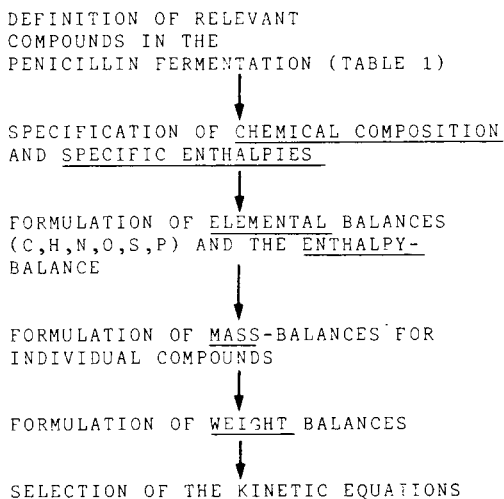 DEFINITION OF RELEVANT
COMPOUNDS IN THE
PENICILLIN FERMENTATION (TABLE 1)
SPECIFICATION OF CHEMICAL COMPOSITION
AND SPECIFIC ENTHALPIES
FORMULATION OF ELEMENTAL BALANCES
(C,H,N,O,S,P) AND THE ENTHALPY-
BALANCE
FORMULATION OF MASS-BALANCES FOR
INDIVIDUAL COMPOUNDS
FORMULATION OF WEIGHT BALANCES
SELECTION OF THE KINETIC EQUATIONS